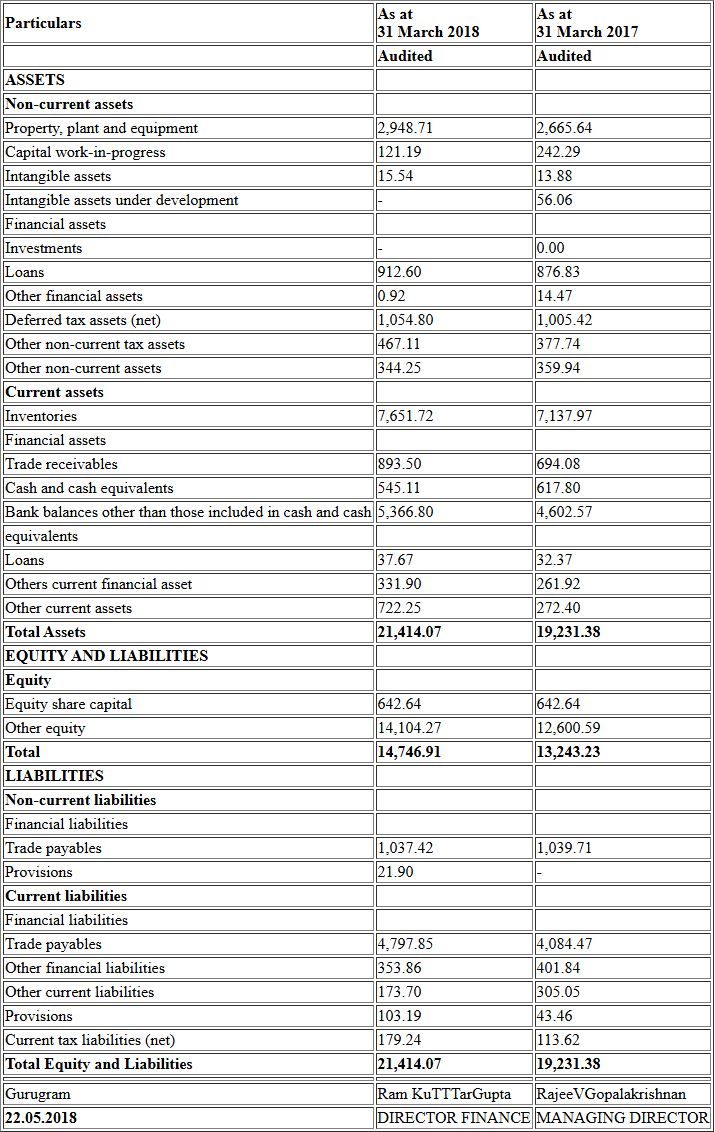 Particulars As at As at
31 March 2018 31 March 2017
Audited Audited
ASSETS
Non-current assets
Property, plant and equipment 2,948.71 2,665.64
Capital work-in-progress 121.19 242.29
Intangible assets 15.54 13.88
Intangible assets under development - 56.06
Financial assets
Investments - 0.00
Loans 912.60 876.83
Other financial assets 0.92 14.47
Deferred tax assets (net) 1,054.80 1,005.42
Other non-current tax assets 467.11 377.74
Other non-current assets 344.25 359.94
Current assets
Inventories 7,651.72 7,137.97
Financial assets
Trade receivables 893.50 694.08
Cash and cash equivalents 545.11 617.80
Bank balances other than those included in cash and cash 5,366.80 4,602.57
equivalents
Loans 37.67 32.37
Others current financial asset 331.90 261.92
Other current assets 722.25 272.40
Total Assets 21,414.07 19,231.38
EQUITY AND LIABILITIES
Equity
Equity share capital 642.64 642.64
Other equity 14,104.27 12,600.59
Total 14,746.91 13,243.23
LIABILITIES
Non-current liabilities
Financial liabilities
Trade payables 1,037.42 1,039.71
Provisions 21.90 -
Current liabilities
Financial liabilities
Trade payables 4,797.85 4,084.47
Other financial liabilities 353.86 401.84
Other current liabilities 173.70 305.05
Provisions 103.19 43.46
Current tax liabilities (net) 179.24 113.62
Total Equity and Liabilities 21,414.07 19,231.38
Gurugram Ram KuTTTarGupta RajeeVGopalakrishnan
22.05.2018 DIRECTOR FINANCE MANAGING DIRECTOR